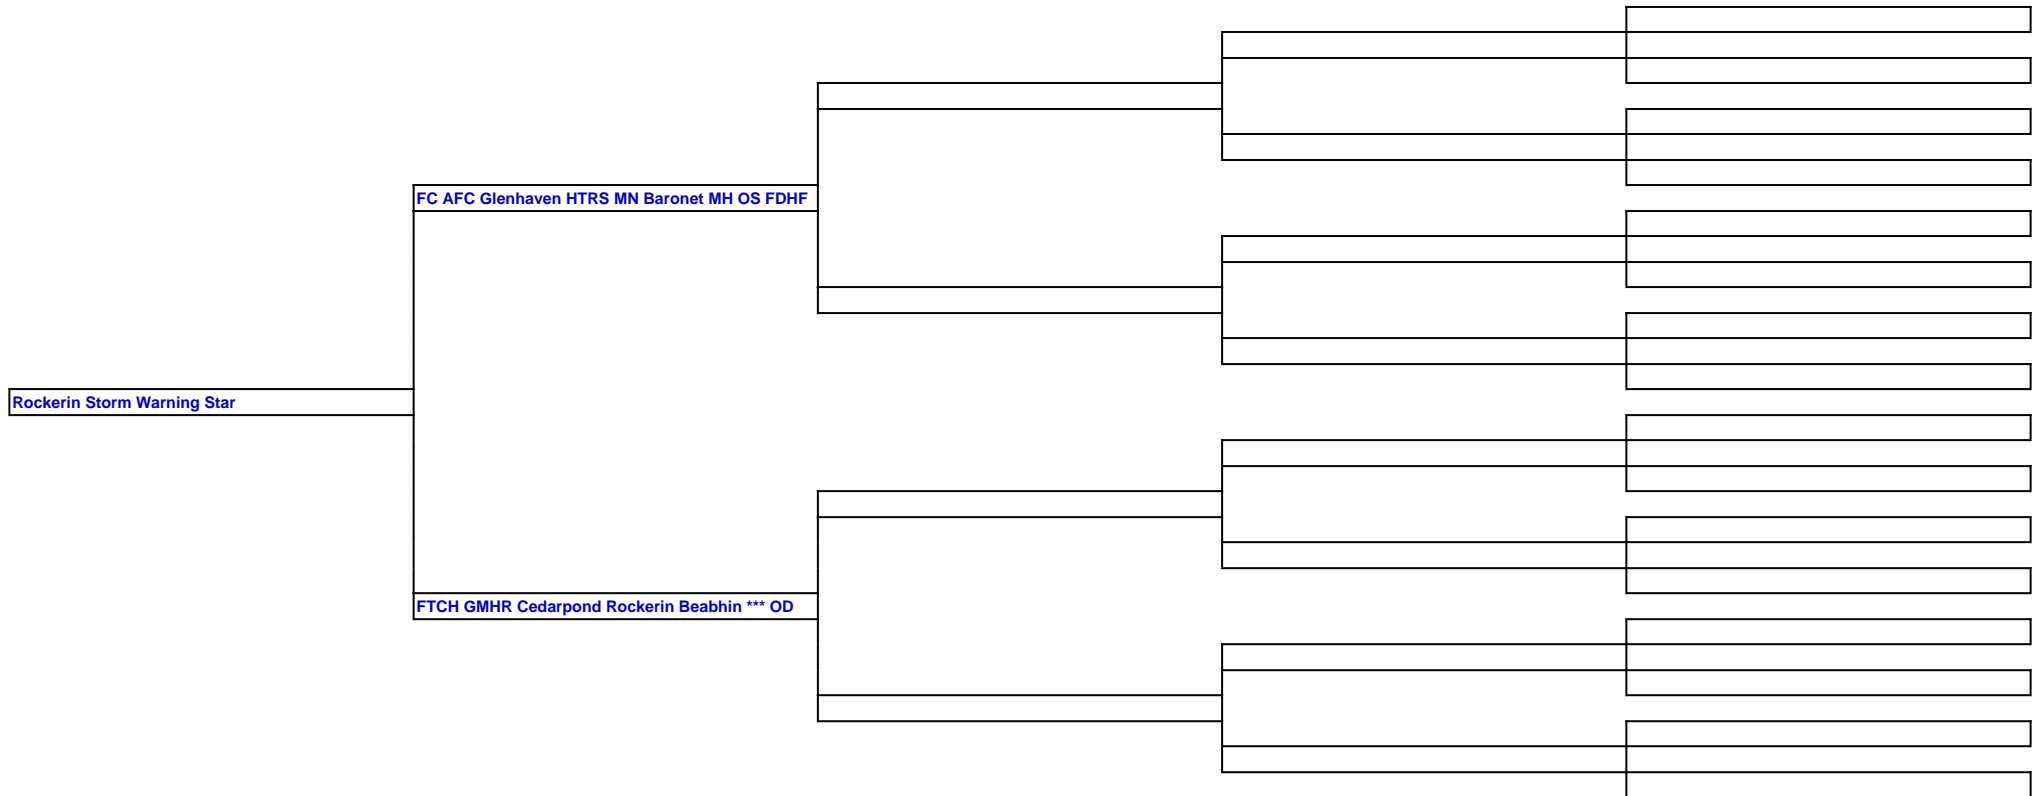 FC AFC Glenhaven HTRS MN Baronet MH OS FDHF
Rockerin Storm Warning Star
FTCH GMHR Cedarpond Rockerin Beabhin *** OD